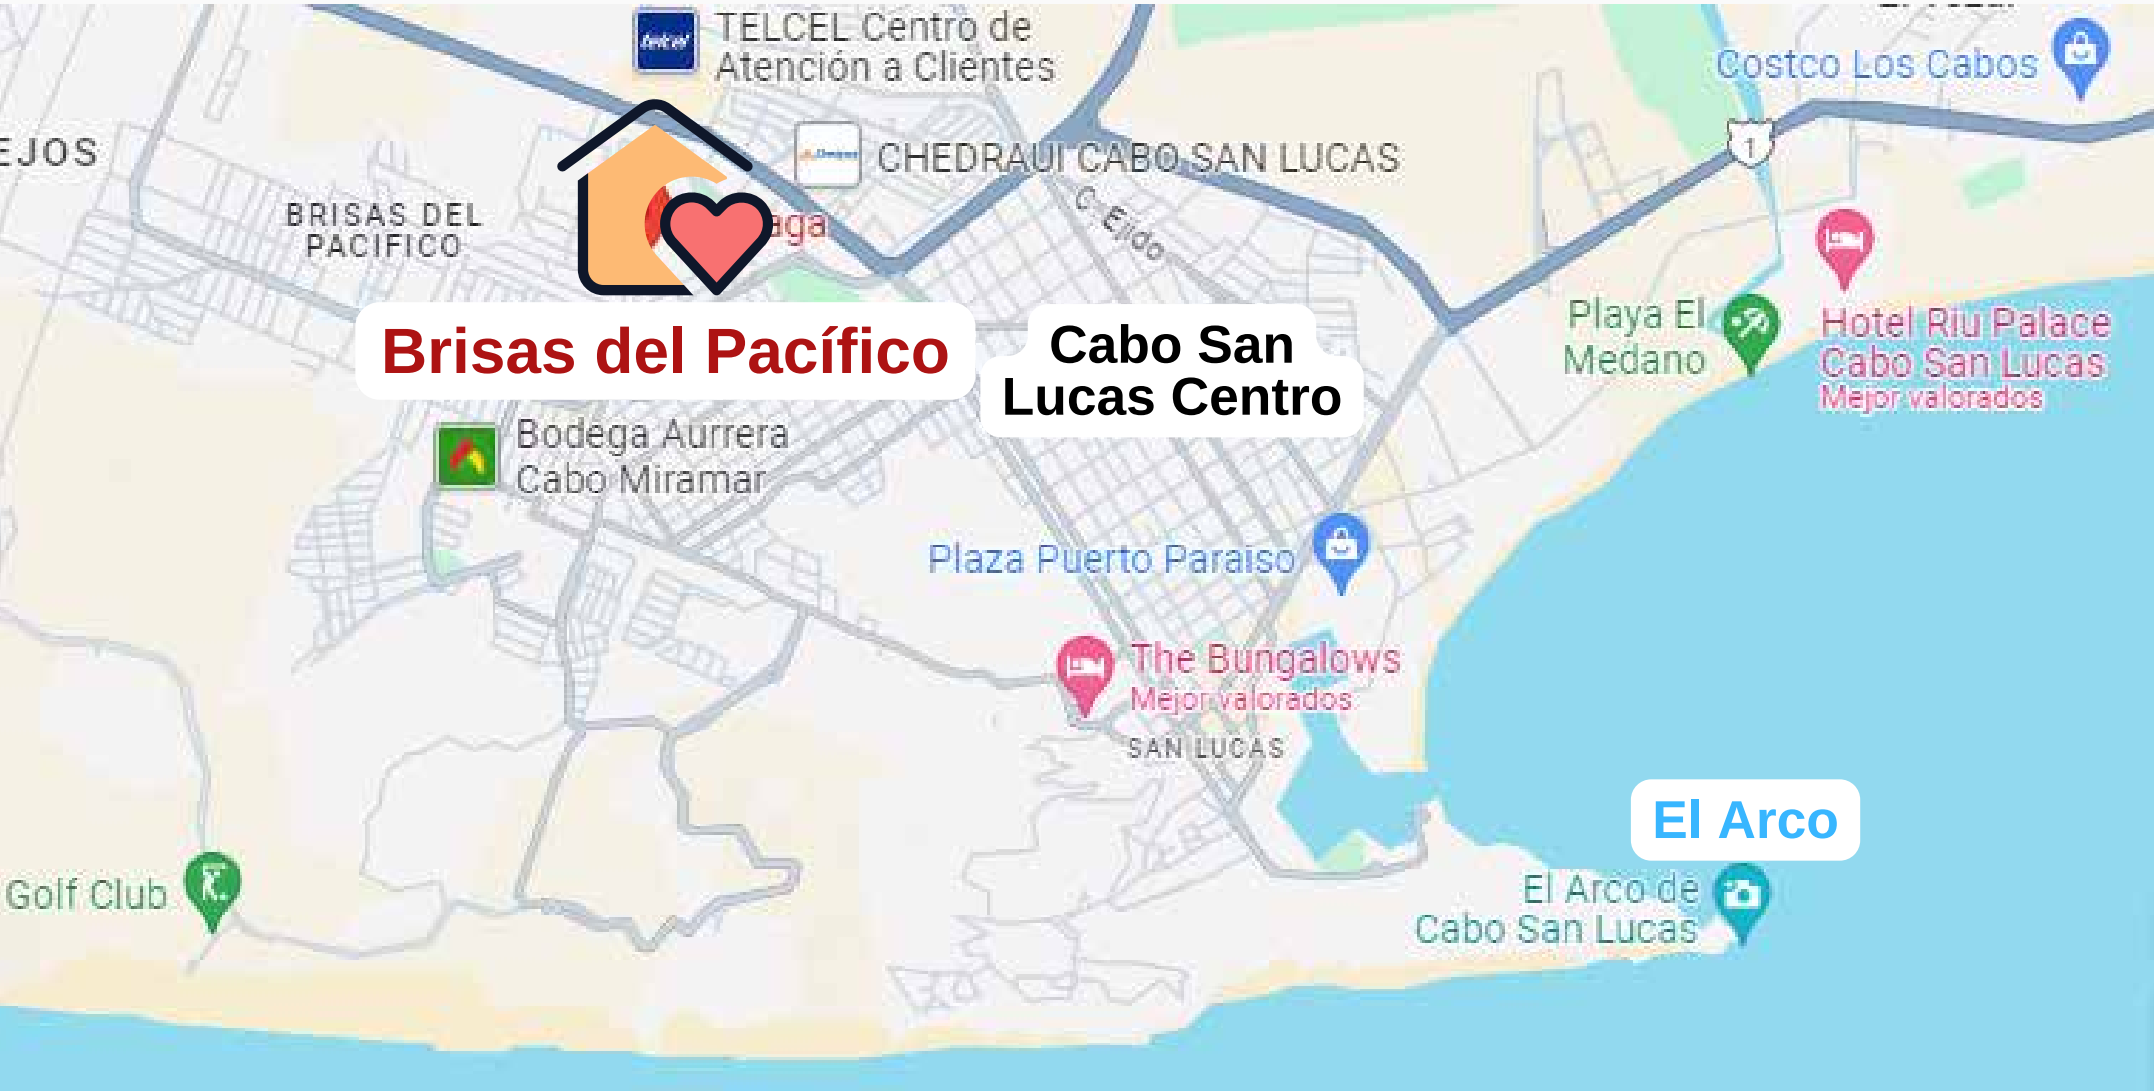 telcel
TELCEL Centro de
Atención a Clientes
Costco Los Cabos
EJOS
CHEDRAUI CABO SAN LUCAS
1
BRISAS DEL
PACIFICO
C. Ejido
aga
Brisas del Pacífico
Cabo San
Lucas Centro
Playa El
Medano
Hotel Riu Palace
Cabo San Lucas
Mejor valorados
Bodega Aurrera
Cabo Miramar
Plaza Puerto Paraiso
The Bungalows
Mejor valorados
SAN LUCAS
El Arco
Golf Club
El Arco de
Cabo San Lucas